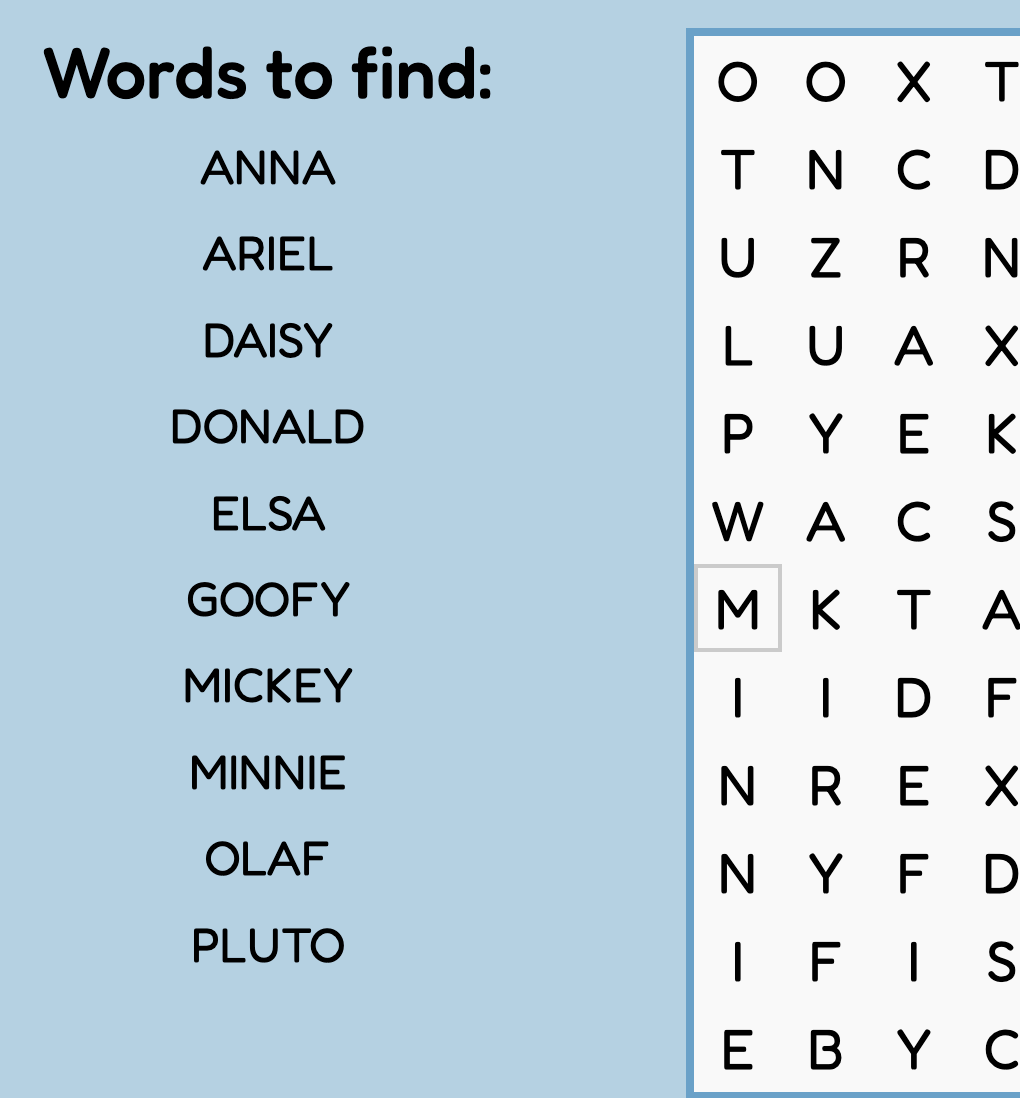 Words to find:
ANNA
ARIEL
DAISY
DONALD
ELSA
GOOFY
MICKEY
MINNIE
OLAF
PLUTO
O O X T
T N C D
U Z R N
L U A X
P Y E K
W A C S
M K T A
I I D F
N R E X
N Y F D
I F I S
E B Y C